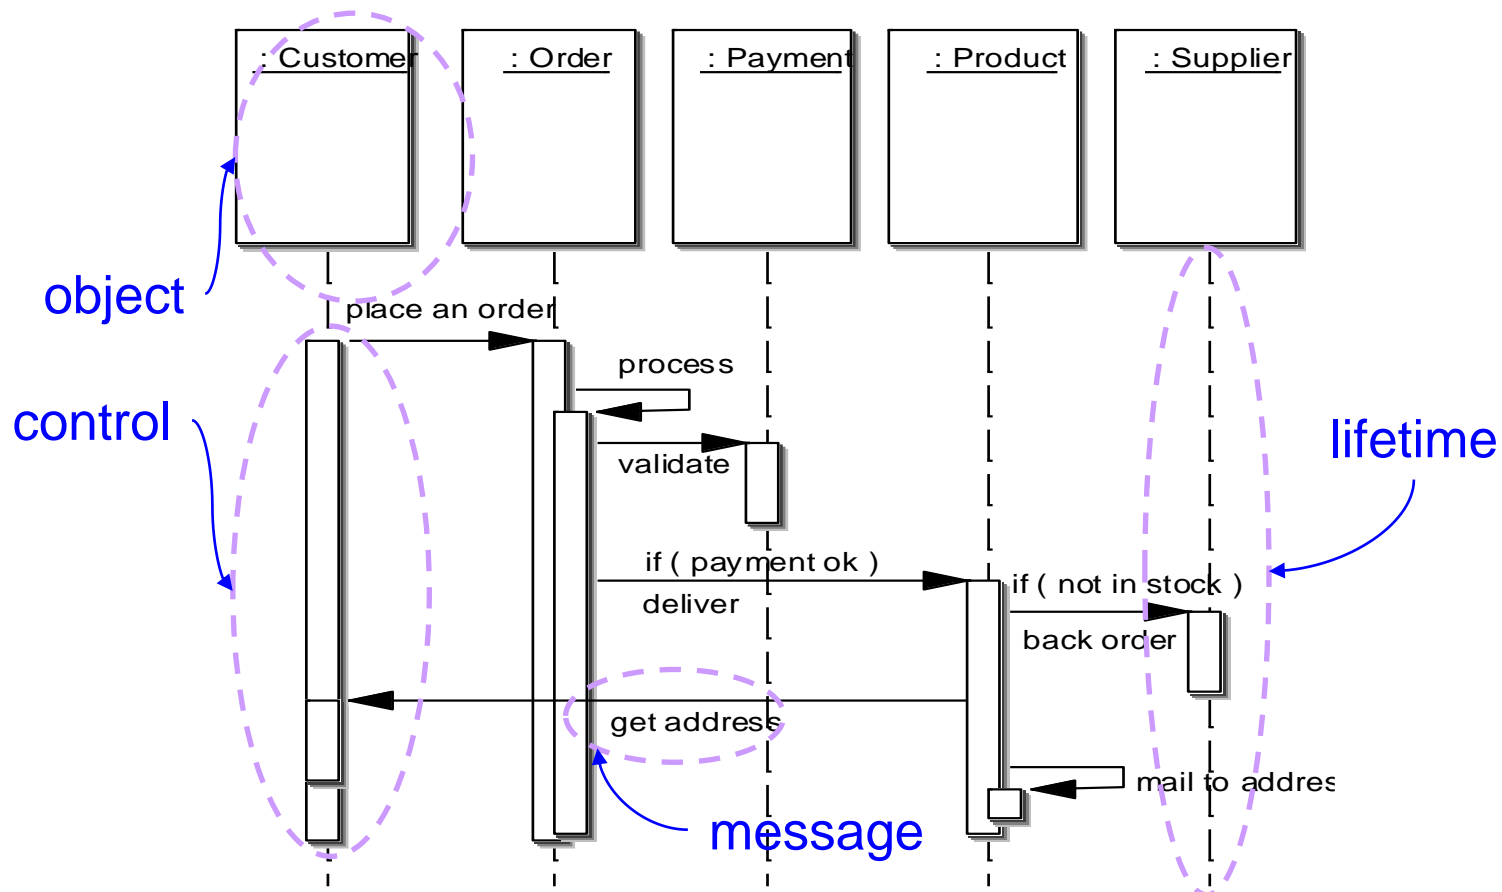 : Customer
: Order
: Payment
: Product
: Supplier
object
place an order
process
control
lifetime
validate
if ( payment ok )
if ( not in stock )
deliver
back order
get address
mail to addres
message